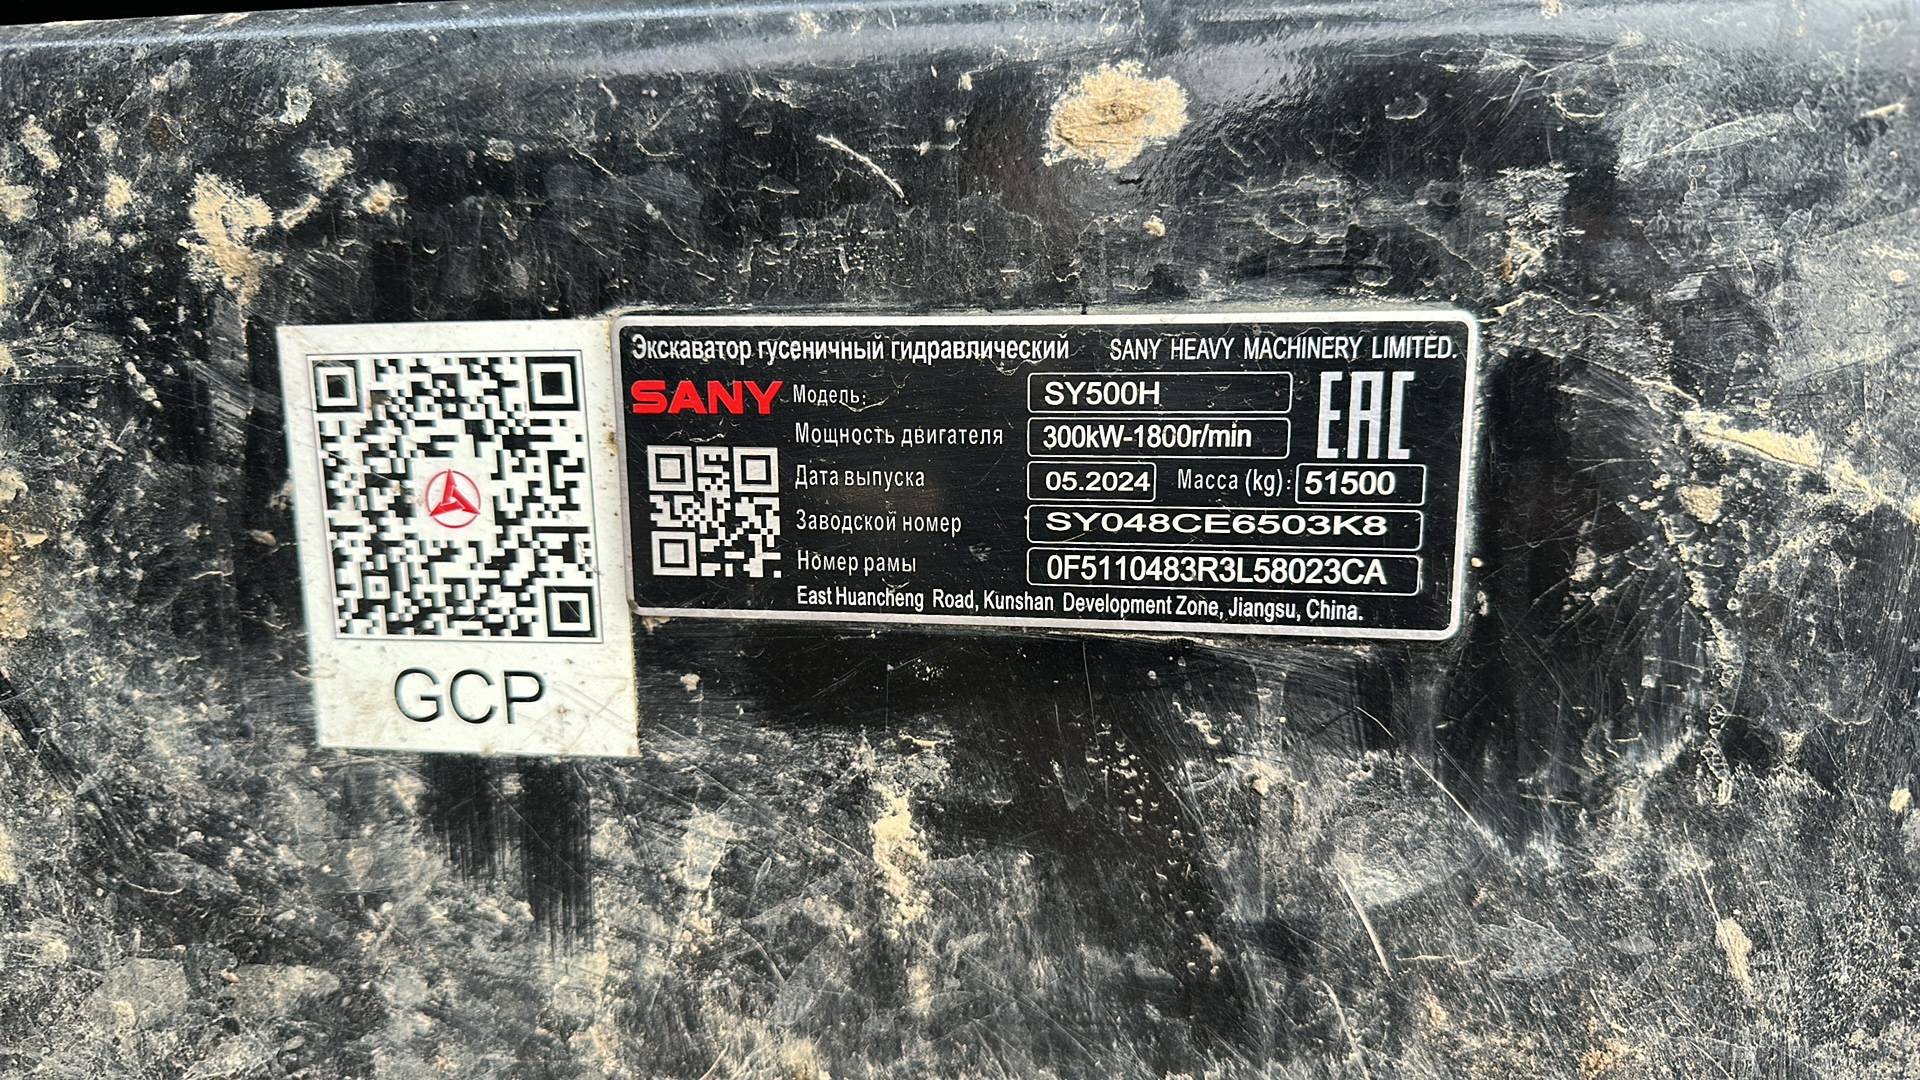 Экскаватор гусеничный гидравлический SANY HEAVY MACHINERY LIMITED.
SANY Модель: SY500H EAC
Мощность двигателя 300kW-1800r/min
Дата выпуска 05.2024 Масса (kg): 51500
Заводской номер SY048CE6503K8
Номер рамы 0F5110483R3L58023CA
East Huancheng Road, Kunshan Development Zone, Jiangsu, China.
GCP